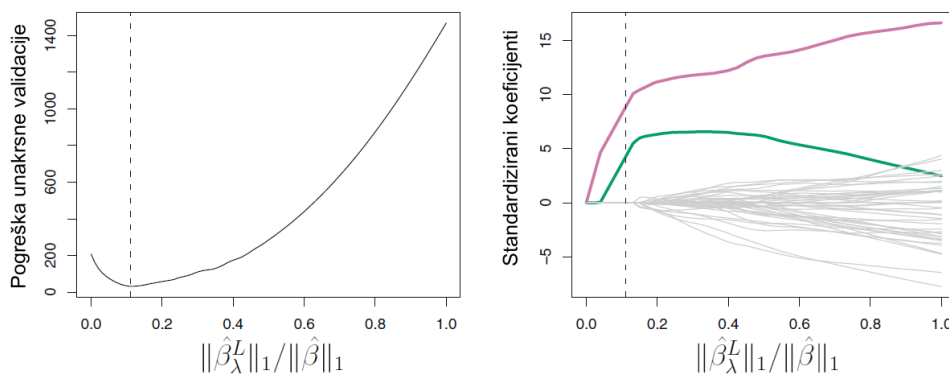 Pogreška unakrsne validacije
0 200 600 1000 1400
0.0 0.2 0.4 0.6 0.8 1.0
‖β̂λᴸ‖₁/‖β̂‖₁
Standardizirani koeficijenti
−5 0 5 10 15
0.0 0.2 0.4 0.6 0.8 1.0
‖β̂λᴸ‖₁/‖β̂‖₁